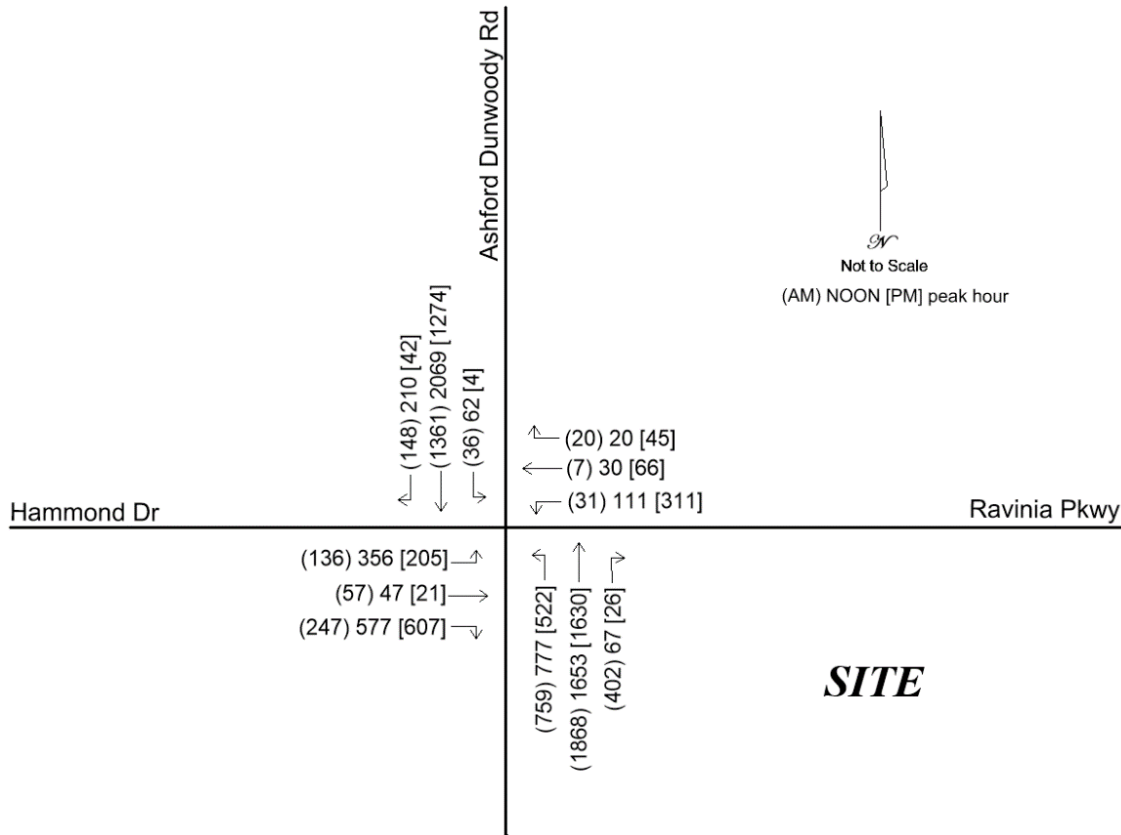 Ashford Dunwoody Rd
N
Not to Scale
(AM) NOON [PM] peak hour
(148) 210 [42]
(1361) 2069 [1274]
(36) 62 [4]
(20) 20 [45]
(7) 30 [66]
(31) 111 [311]
Hammond Dr
Ravinia Pkwy
(136) 356 [205]
(57) 47 [21]
(247) 577 [607]
(759) 777 [522]
(1868) 1653 [1630]
(402) 67 [26]
SITE